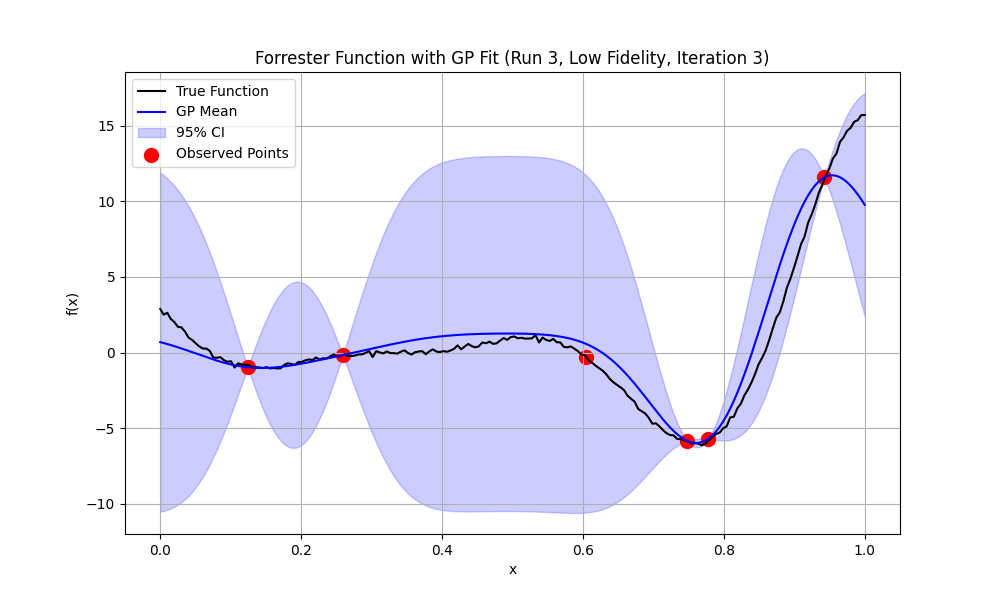 Forrester Function with GP Fit (Run 3, Low Fidelity, Iteration 3)
True Function
GP Mean
95% CI
Observed Points
15
10
5
0
−5
−10
f(x)
0.0 0.2 0.4 0.6 0.8 1.0
x